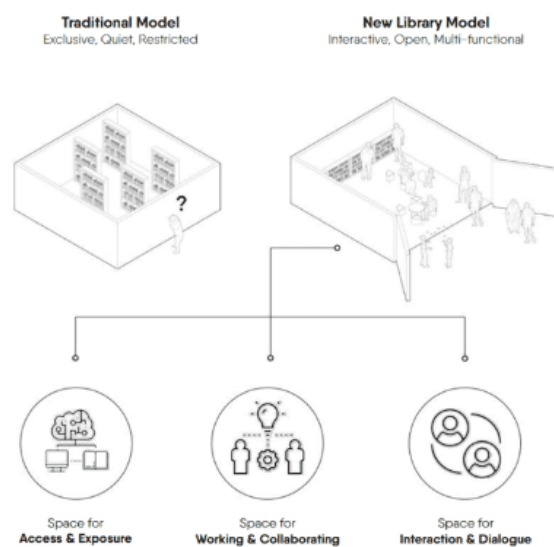 Traditional Model
Exclusive, Quiet, Restricted
New Library Model
Interactive, Open, Multi-functional
?
Space for
Access & Exposure
Space for
Working & Collaborating
Space for
Interaction & Dialogue